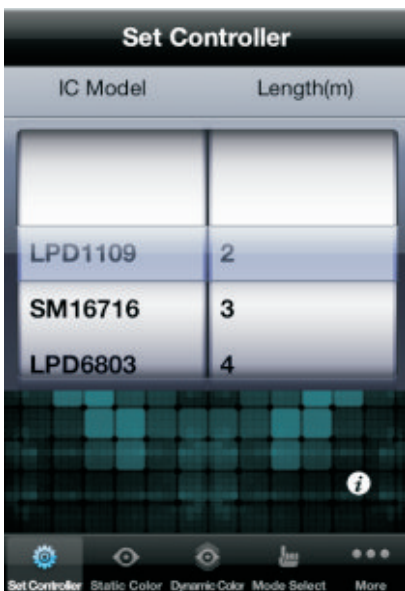 Set Controller
IC Model Length(m)
LPD1109 2
SM16716 3
LPD6803 4
i
Set Controller Static Color Dynamic Color Mode Select More